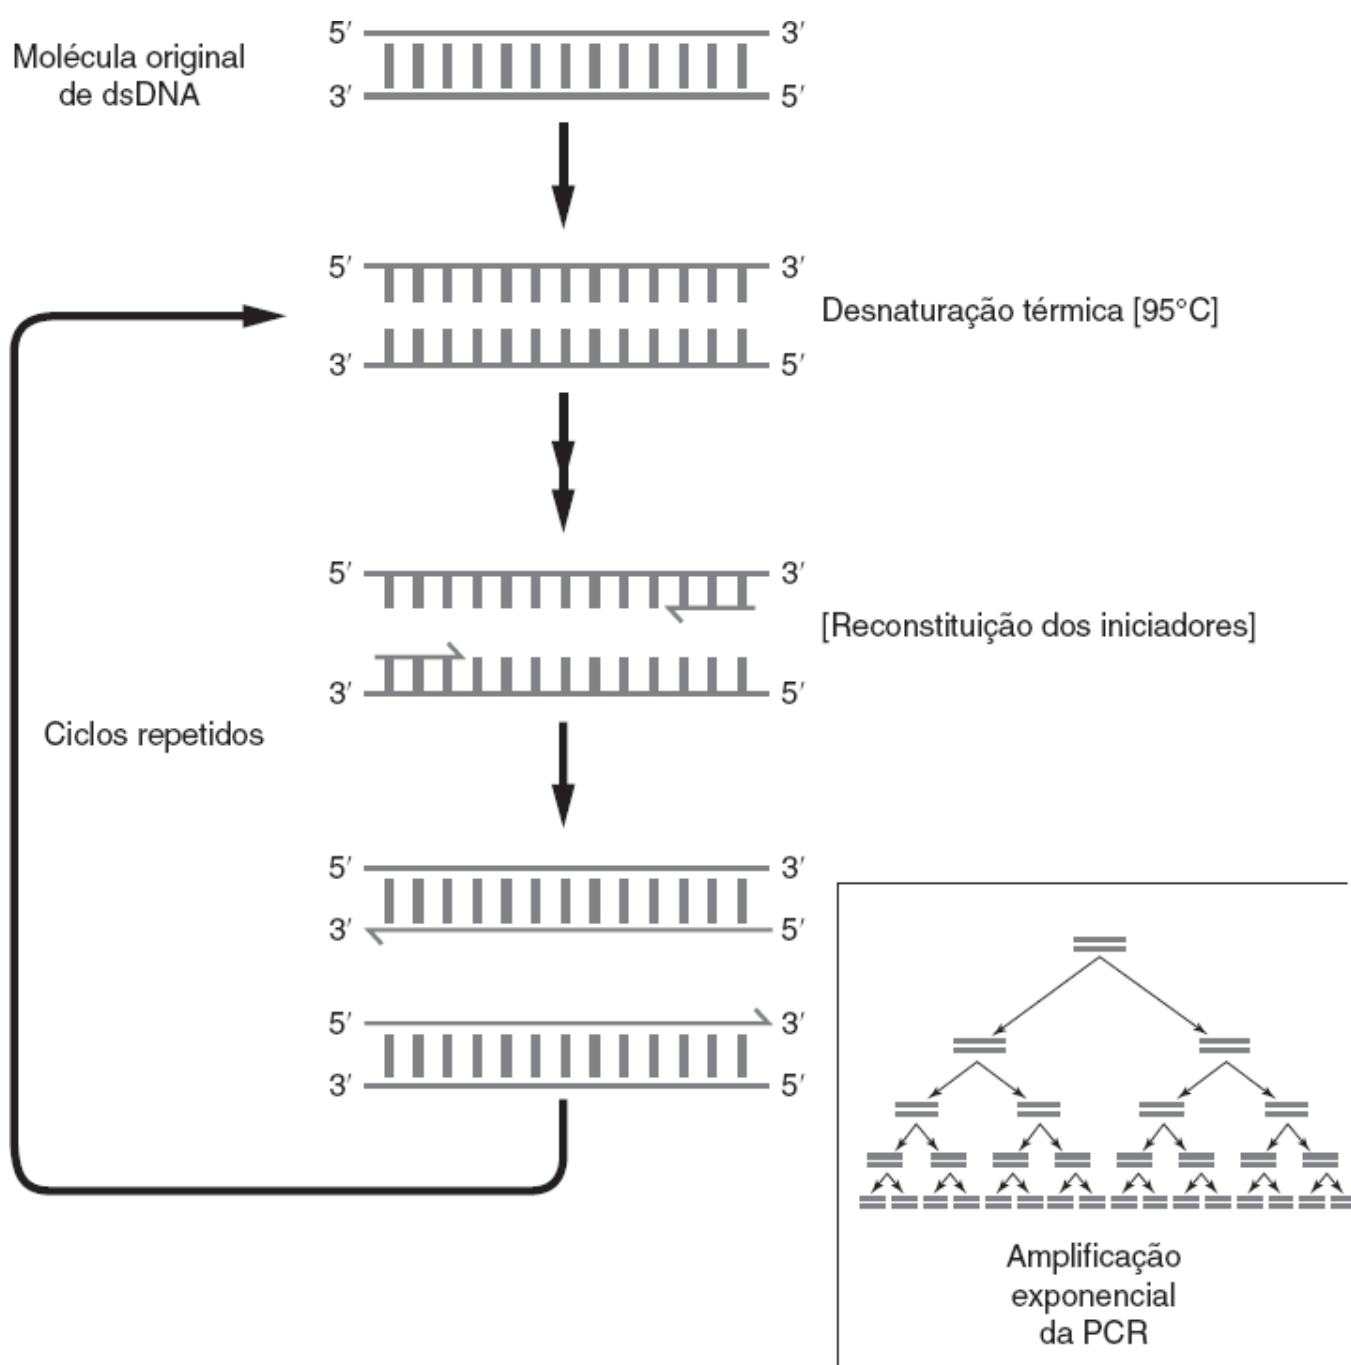 5′ 3′
Molécula original
de dsDNA
3′ 5′
5′ 3′
Desnaturação térmica [95°C]
3′ 5′
5′ 3′
[Reconstituição dos iniciadores]
3′ 5′
Ciclos repetidos
5′ 3′
3′ 5′
5′ 3′
3′ 5′
Amplificação
exponencial
da PCR